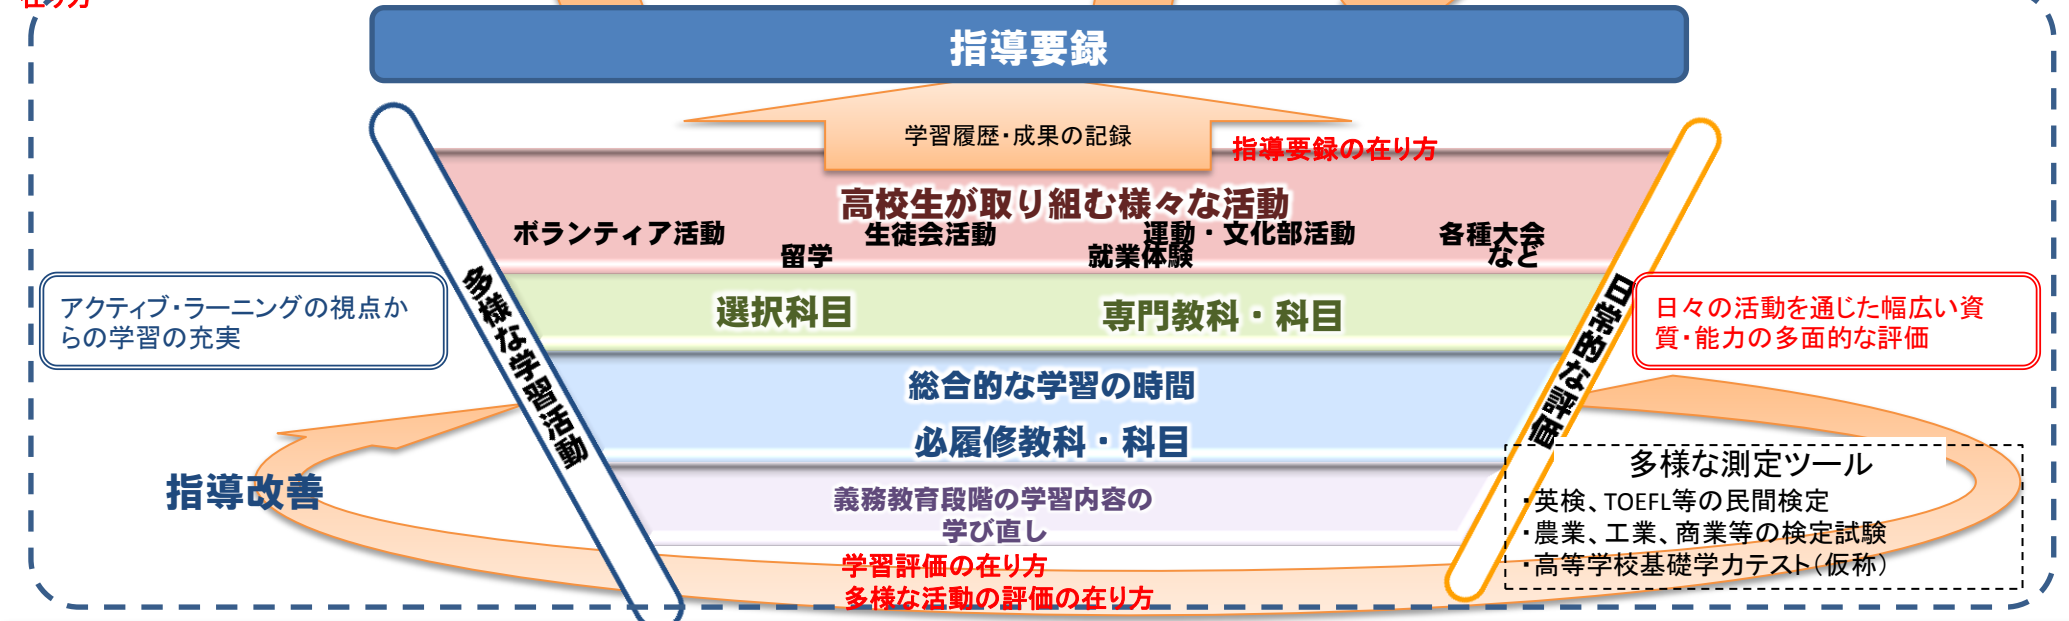 在り方
指導要録
学習履歴・成果の記録
指導要録の在り方
高校生が取り組む様々な活動
ボランティア活動
生徒会活動
運動・文化部活動
各種大会
留学
就業体験
など
多様な学習活動
日常的な評価
アクティブ・ラーニングの視点か
らの学習の充実
選択科目
専門教科・科目
日々の活動を通じた幅広い資
質・能力の多面的な評価
総合的な学習の時間
必履修教科・科目
指導改善
義務教育段階の学習内容の
学び直し
多様な測定ツール
・英検、TOEFL等の民間検定
・農業、工業、商業等の検定試験
・高等学校基礎学力テスト(仮称)
学習評価の在り方
多様な活動の評価の在り方